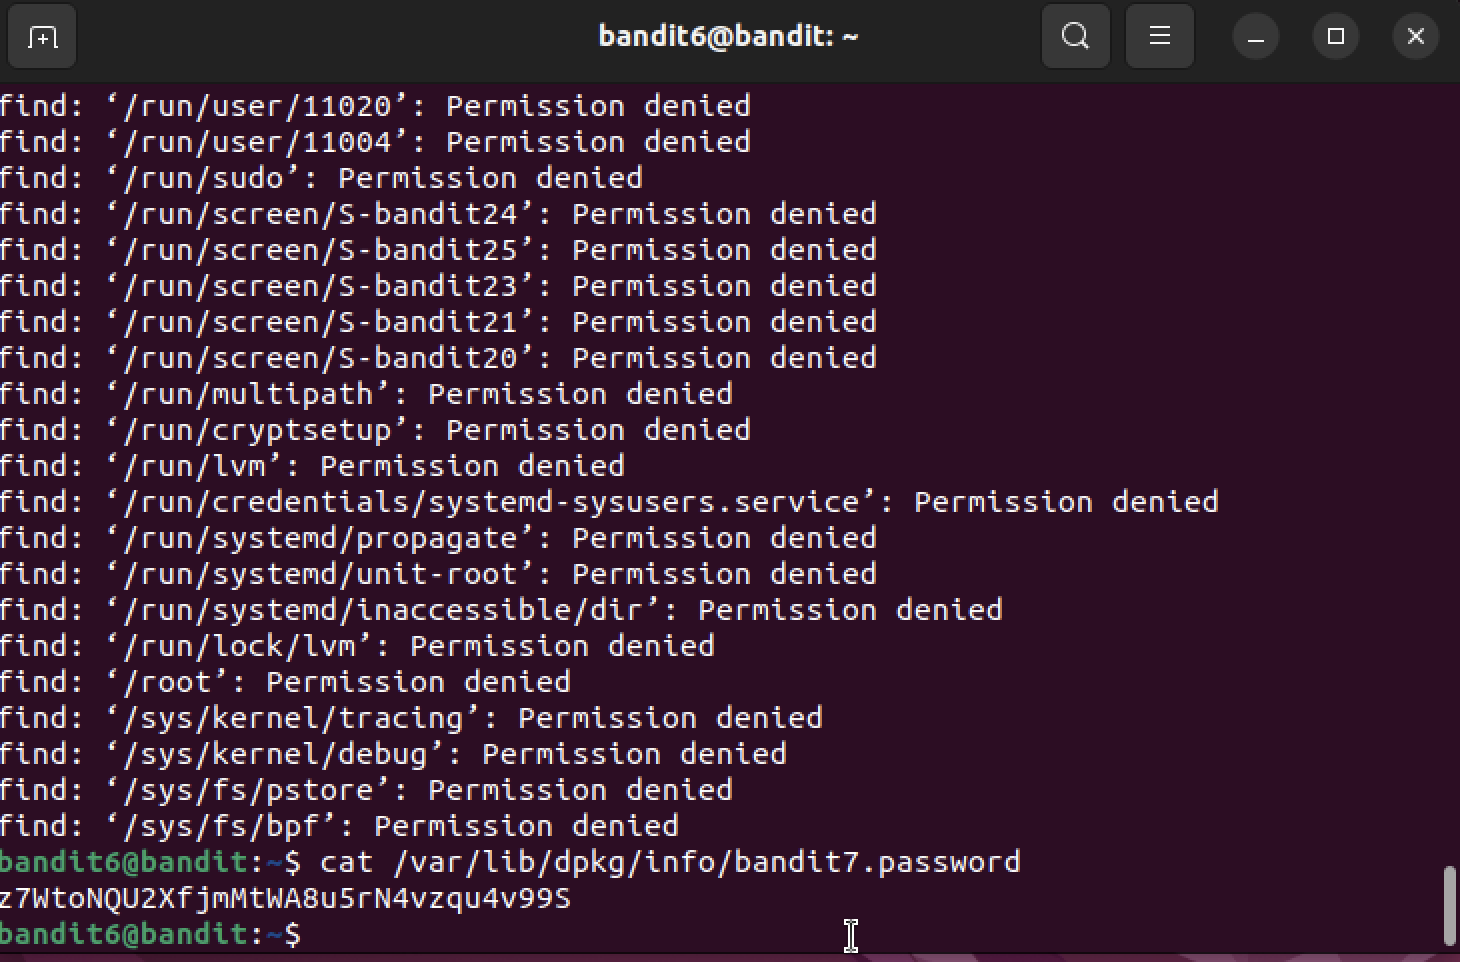 bandit6@bandit: ~
find: ‘/run/user/11020’: Permission denied
find: ‘/run/user/11004’: Permission denied
find: ‘/run/sudo’: Permission denied
find: ‘/run/screen/S-bandit24’: Permission denied
find: ‘/run/screen/S-bandit25’: Permission denied
find: ‘/run/screen/S-bandit23’: Permission denied
find: ‘/run/screen/S-bandit21’: Permission denied
find: ‘/run/screen/S-bandit20’: Permission denied
find: ‘/run/multipath’: Permission denied
find: ‘/run/cryptsetup’: Permission denied
find: ‘/run/lvm’: Permission denied
find: ‘/run/credentials/systemd-sysusers.service’: Permission denied
find: ‘/run/systemd/propagate’: Permission denied
find: ‘/run/systemd/unit-root’: Permission denied
find: ‘/run/systemd/inaccessible/dir’: Permission denied
find: ‘/run/lock/lvm’: Permission denied
find: ‘/root’: Permission denied
find: ‘/sys/kernel/tracing’: Permission denied
find: ‘/sys/kernel/debug’: Permission denied
find: ‘/sys/fs/pstore’: Permission denied
find: ‘/sys/fs/bpf’: Permission denied
bandit6@bandit:~$ cat /var/lib/dpkg/info/bandit7.password
z7WtoNQU2XfjmMtWA8u5rN4vzqu4v99S
bandit6@bandit:~$